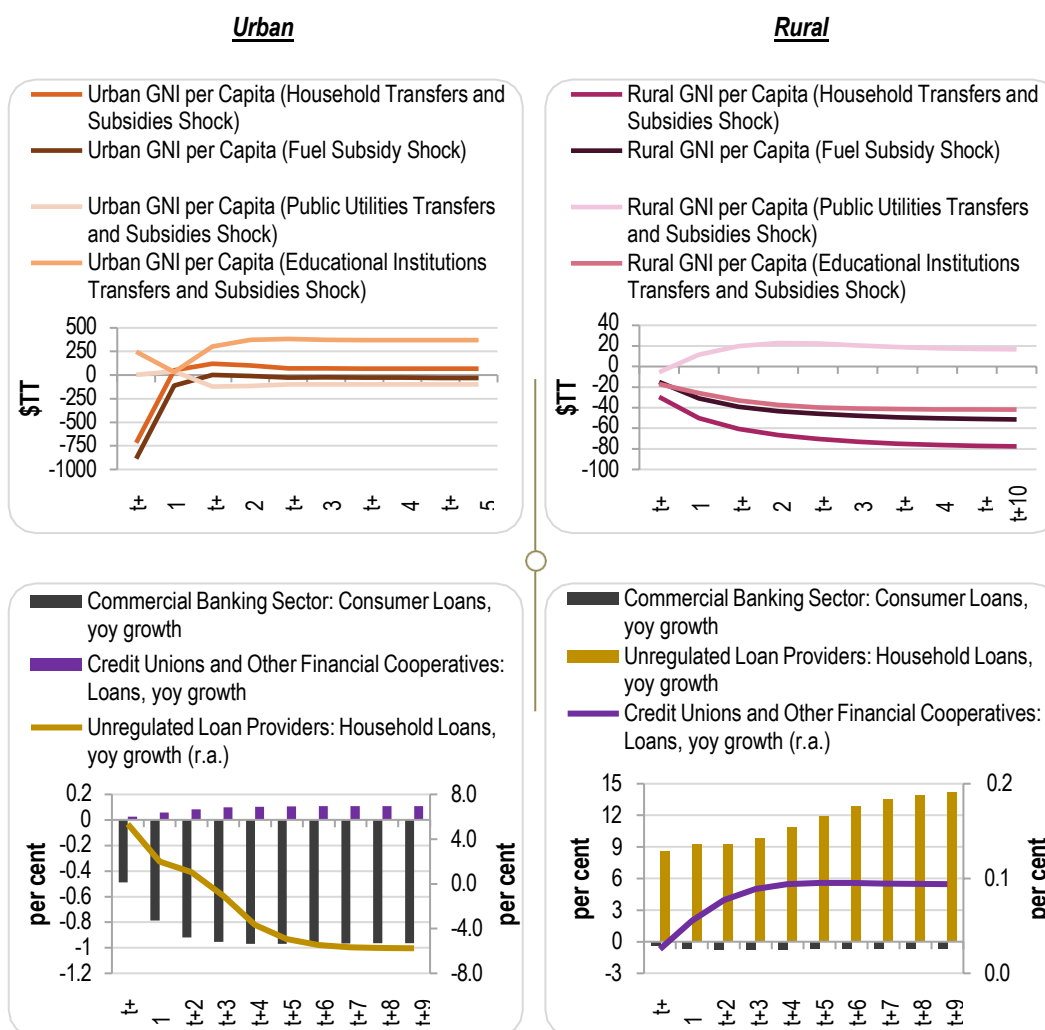 Urban
Rural
Urban GNI per Capita (Household Transfers and
Subsidies Shock)
Urban GNI per Capita (Fuel Subsidy Shock)
Urban GNI per Capita (Public Utilities Transfers
and Subsidies Shock)
Urban GNI per Capita (Educational Institutions
Transfers and Subsidies Shock)
500
250
0
-250
-500
-750
-1000
$TT
t+
1
t+
2
t+
3
t+
4
t+
5
Rural GNI per Capita (Household Transfers and
Subsidies Shock)
Rural GNI per Capita (Fuel Subsidy Shock)
Rural GNI per Capita (Public Utilities Transfers
and Subsidies Shock)
Rural GNI per Capita (Educational Institutions
Transfers and Subsidies Shock)
40
20
0
-20
-40
-60
-80
-100
$TT
t+
1
t+
2
t+
3
t+
4
t+
t+10
Commercial Banking Sector: Consumer Loans,
yoy growth
Credit Unions and Other Financial Cooperatives:
Loans, yoy growth
Unregulated Loan Providers: Household Loans,
yoy growth (r.a.)
0.2
0
-0.2
-0.4
-0.6
-0.8
-1
-1.2
per cent
8.0
4.0
0.0
-4.0
-8.0
per cent
t+
1
t+2
t+3
t+4
t+5
t+6
t+7
t+8
t+9
Commercial Banking Sector: Consumer Loans,
yoy growth
Unregulated Loan Providers: Household Loans,
yoy growth
Credit Unions and Other Financial Cooperatives:
Loans, yoy growth (r.a.)
15
12
9
6
3
0
-3
per cent
0.2
0.1
0.0
per cent
t+
1
t+2
t+3
t+4
t+5
t+6
t+7
t+8
t+9